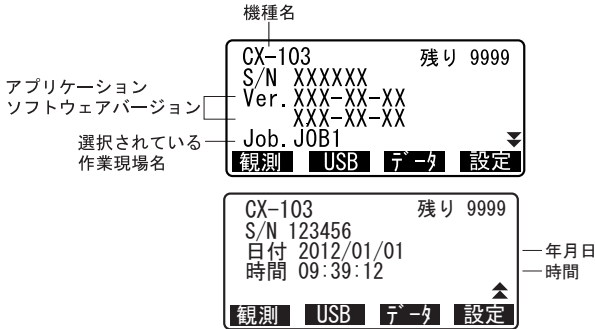 機種名
CX-103 残り 9999
S/N XXXXXX
アプリケーション
ソフトウェアバージョン
Ver.XXX-XX-XX
XXX-XX-XX
選択されている
作業現場名
Job.JOB1
観測 USB データ 設定
CX-103 残り 9999
S/N 123456
日付 2012/01/01 年月日
時間 09:39:12 時間
観測 USB データ 設定